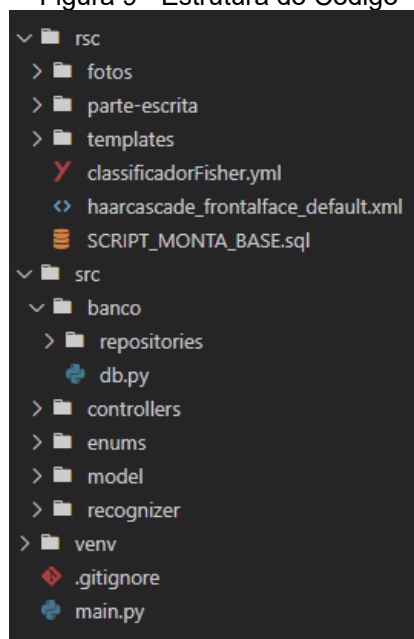 Figura 9 - Estrutura do Código
rsc
fotos
parte-escrita
templates
classificadorFisher.yml
haarcascade_frontalface_default.xml
SCRIPT_MONTA_BASE.sql
src
banco
repositories
db.py
controllers
enums
model
recognizer
venv
.gitignore
main.py